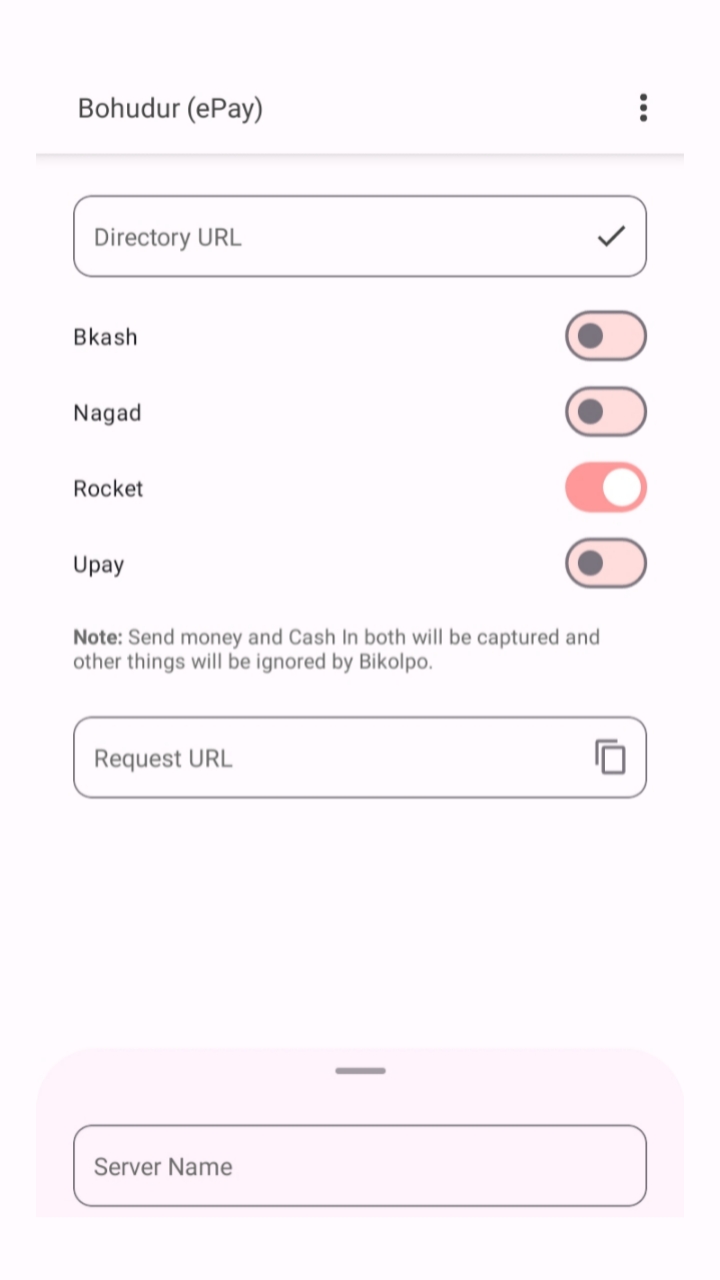 Bohudur (ePay)
Directory URL
Bkash
Nagad
Rocket
Upay
Note: Send money and Cash In both will be captured and
other things will be ignored by Bikolpo.
Request URL
Server Name